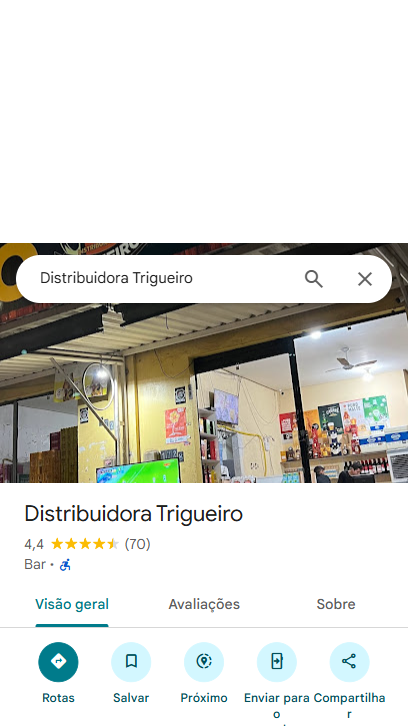 Distribuidora Trigueiro
Distribuidora Trigueiro
4,4 (70)
Bar ·
Visão geral Avaliações Sobre
Rotas Salvar Próximo Enviar para o Compartilhar